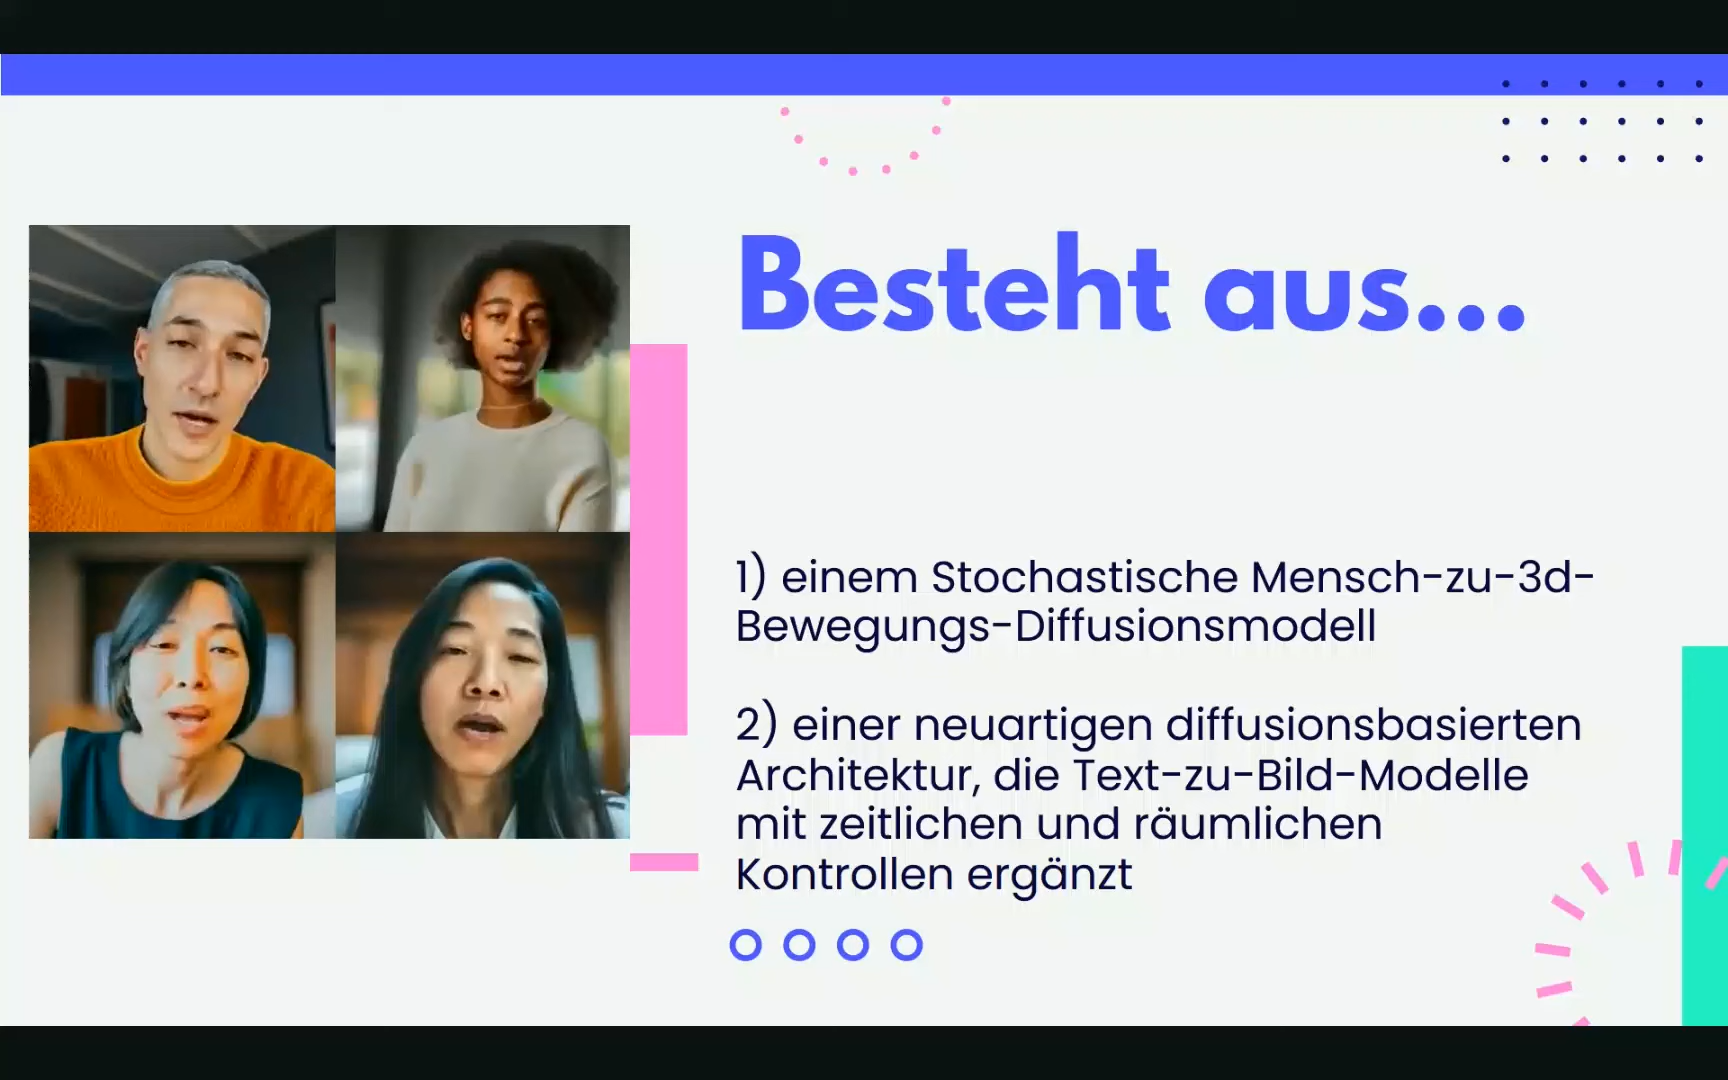 Besteht aus...
1) einem Stochastische Mensch-zu-3d-
Bewegungs-Diffusionsmodell
2) einer neuartigen diffusionsbasierten
Architektur, die Text-zu-Bild-Modelle
mit zeitlichen und räumlichen
Kontrollen ergänzt